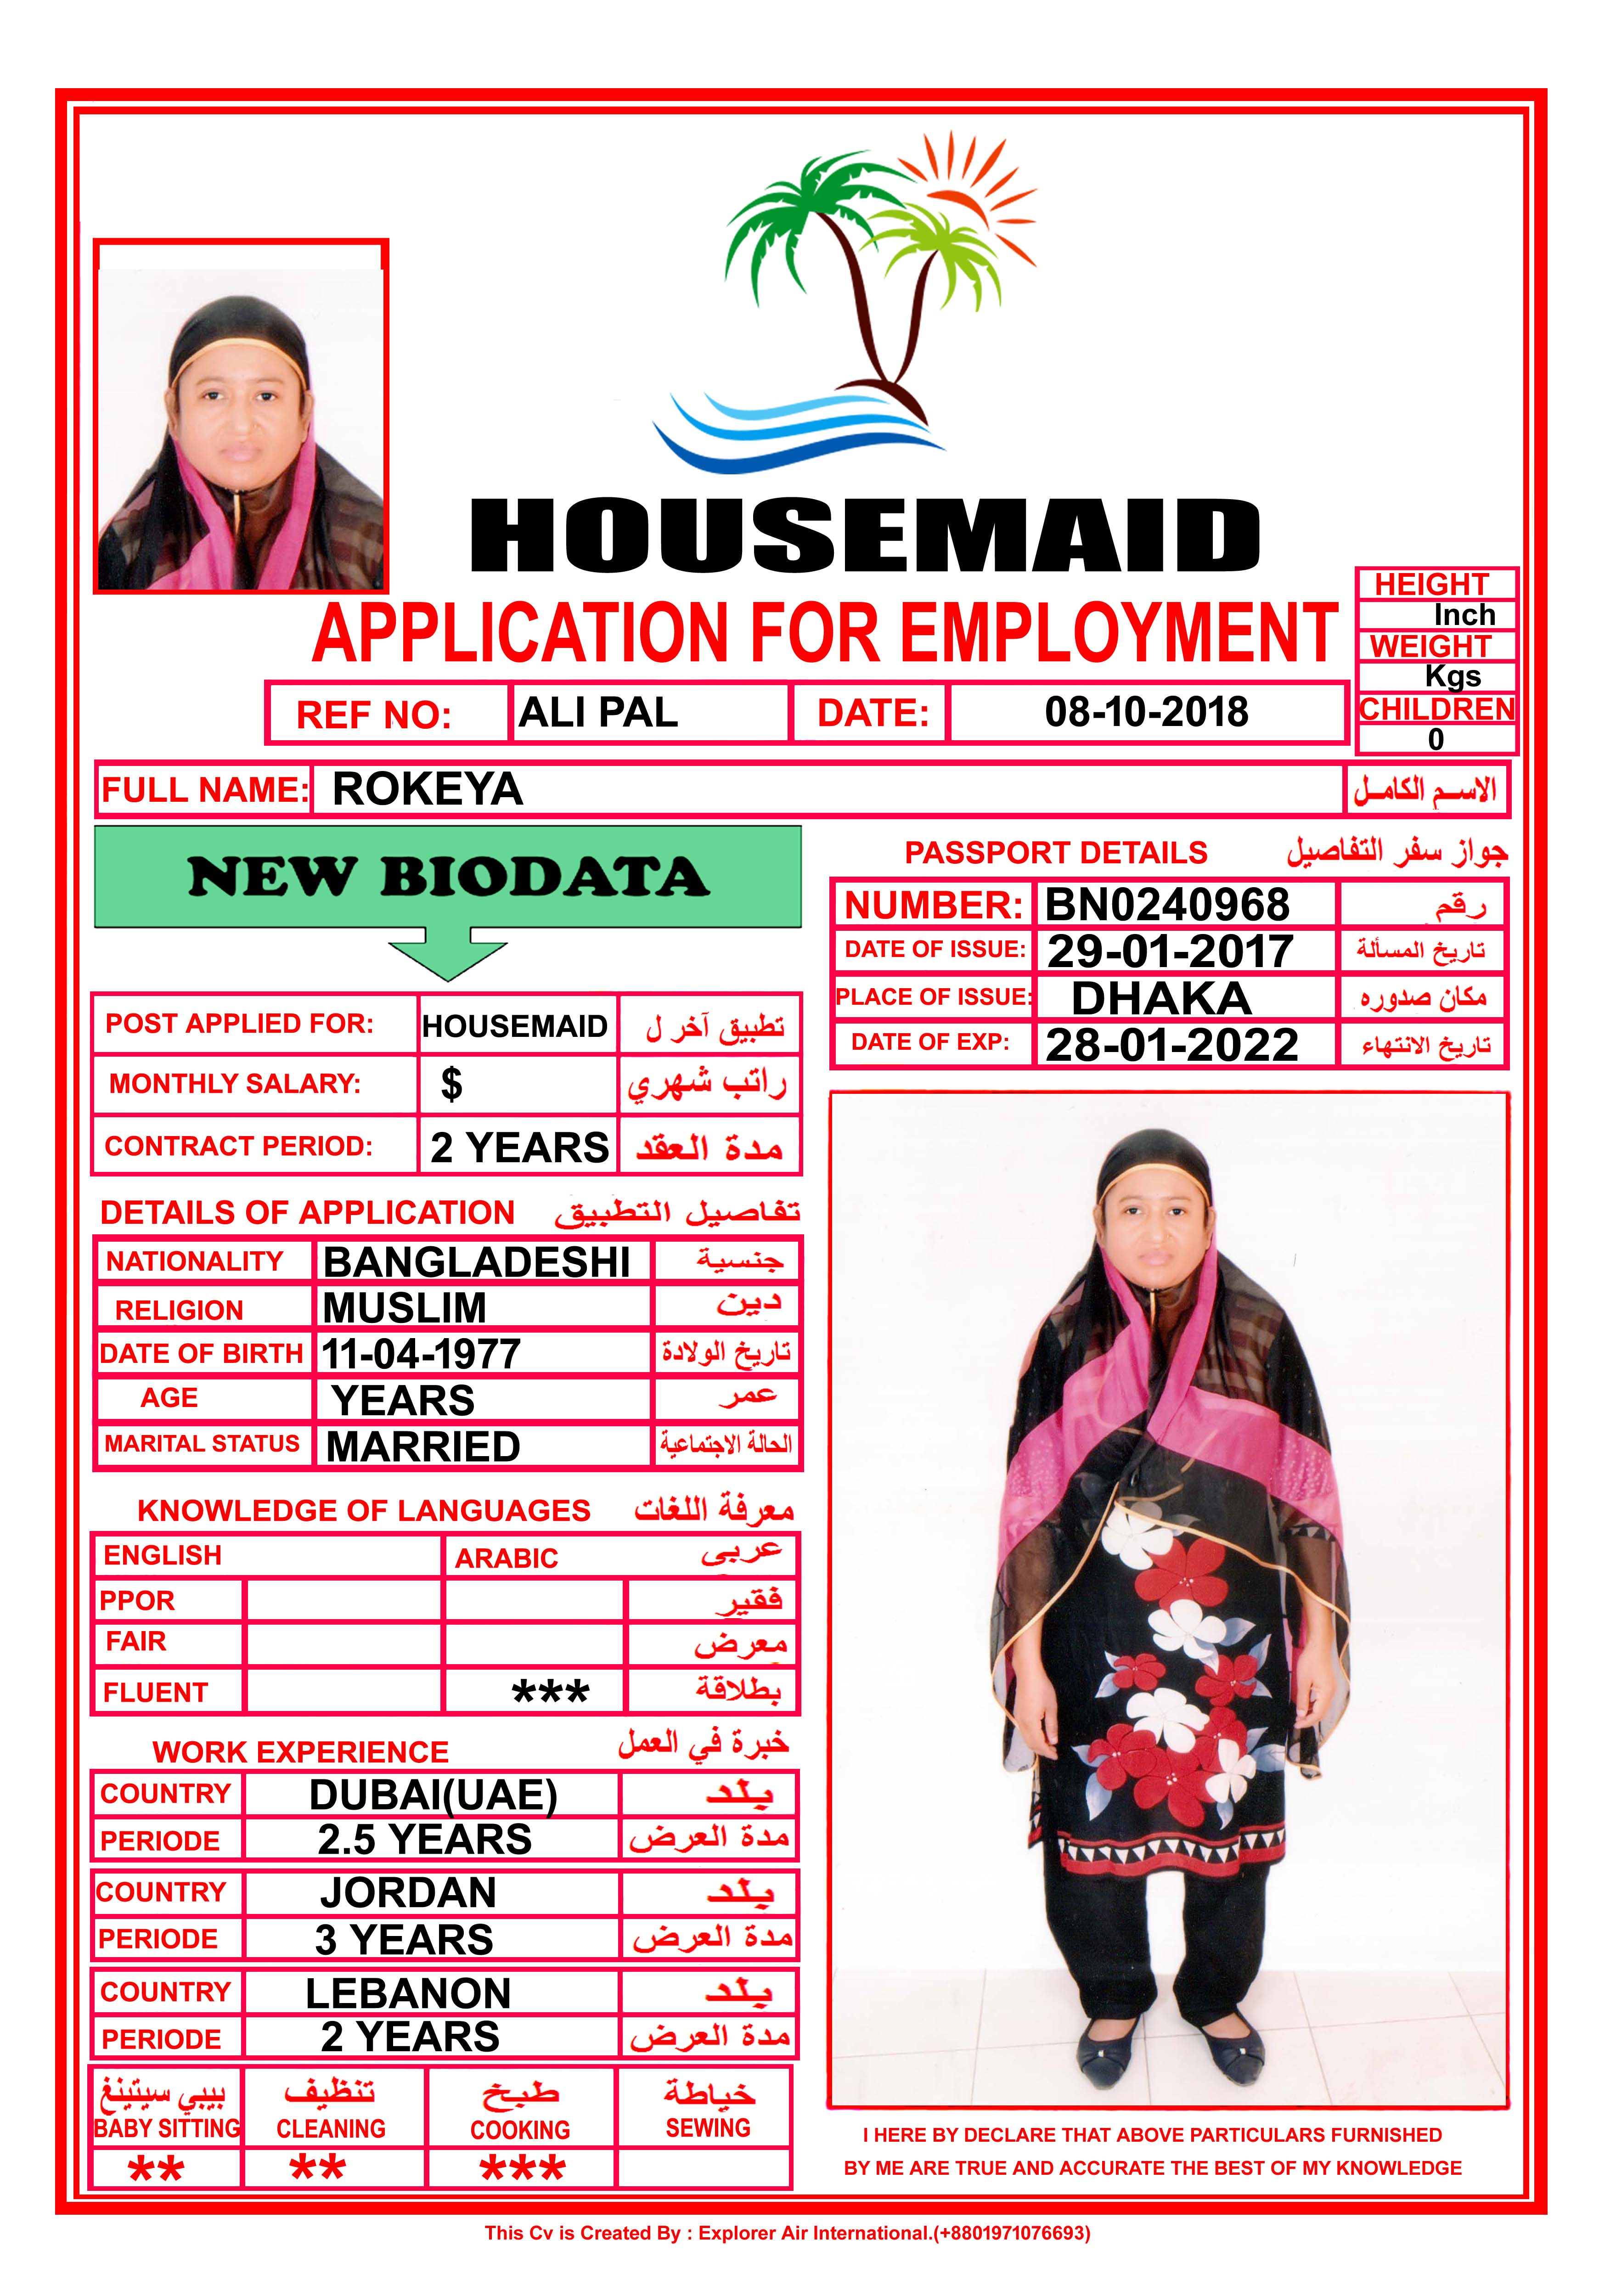 HOUSEMAID
APPLICATION FOR EMPLOYMENT
HEIGHT
Inch
WEIGHT
Kgs
CHILDREN
0
REF NO: ALI PAL DATE: 08-10-2018
FULL NAME: ROKEYA الاســم الكامــل
NEW BIODATA
POST APPLIED FOR: HOUSEMAID تطبيق آخر ل
MONTHLY SALARY: $ راتب شهري
CONTRACT PERIOD: 2 YEARS مدة العقد
PASSPORT DETAILS جواز سفر التفاصيل
NUMBER: BN0240968 رقم
DATE OF ISSUE: 29-01-2017 تاريخ المسألة
PLACE OF ISSUE: DHAKA مكان صدوره
DATE OF EXP: 28-01-2022 تاريخ الانتهاء
DETAILS OF APPLICATION تفاصيل التطبيق
NATIONALITY BANGLADESHI جنسية
RELIGION MUSLIM دين
DATE OF BIRTH 11-04-1977 تاريخ الولادة
AGE YEARS عمر
MARITAL STATUS MARRIED الحالة الاجتماعية
KNOWLEDGE OF LANGUAGES معرفة اللغات
ENGLISH ARABIC عربى
PPOR فقير
FAIR معرض
FLUENT *** بطلاقة
WORK EXPERIENCE خبرة في العمل
COUNTRY DUBAI(UAE) بلد
PERIODE 2.5 YEARS مدة العرض
COUNTRY JORDAN بلد
PERIODE 3 YEARS مدة العرض
COUNTRY LEBANON بلد
PERIODE 2 YEARS مدة العرض
بيبي سيتينغ تنظيف طبخ خياطة
BABY SITTING CLEANING COOKING SEWING
** ** ***
I HERE BY DECLARE THAT ABOVE PARTICULARS FURNISHED
BY ME ARE TRUE AND ACCURATE THE BEST OF MY KNOWLEDGE
This Cv is Created By : Explorer Air International.(+8801971076693)